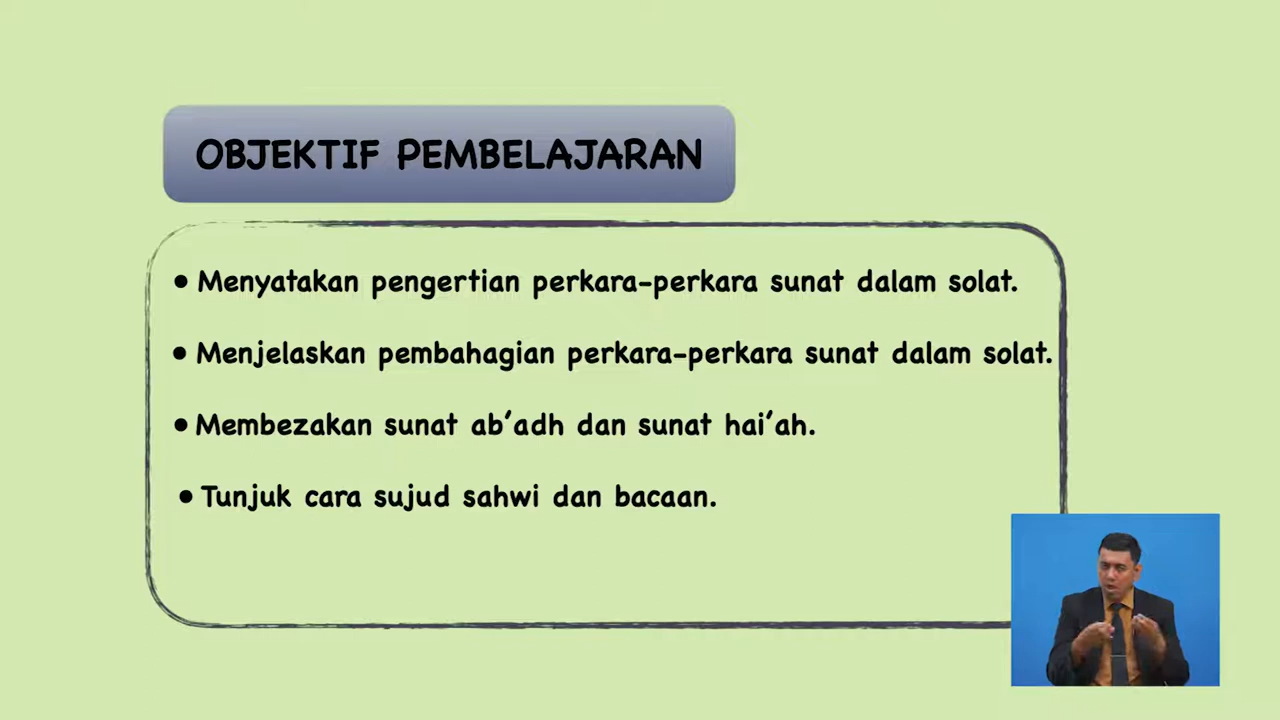 OBJEKTIF PEMBELAJARAN
• Menyatakan pengertian perkara-perkara sunat dalam solat.
• Menjelaskan pembahagian perkara-perkara sunat dalam solat.
• Membezakan sunat ab’adh dan sunat hai’ah.
• Tunjuk cara sujud sahwi dan bacaan.